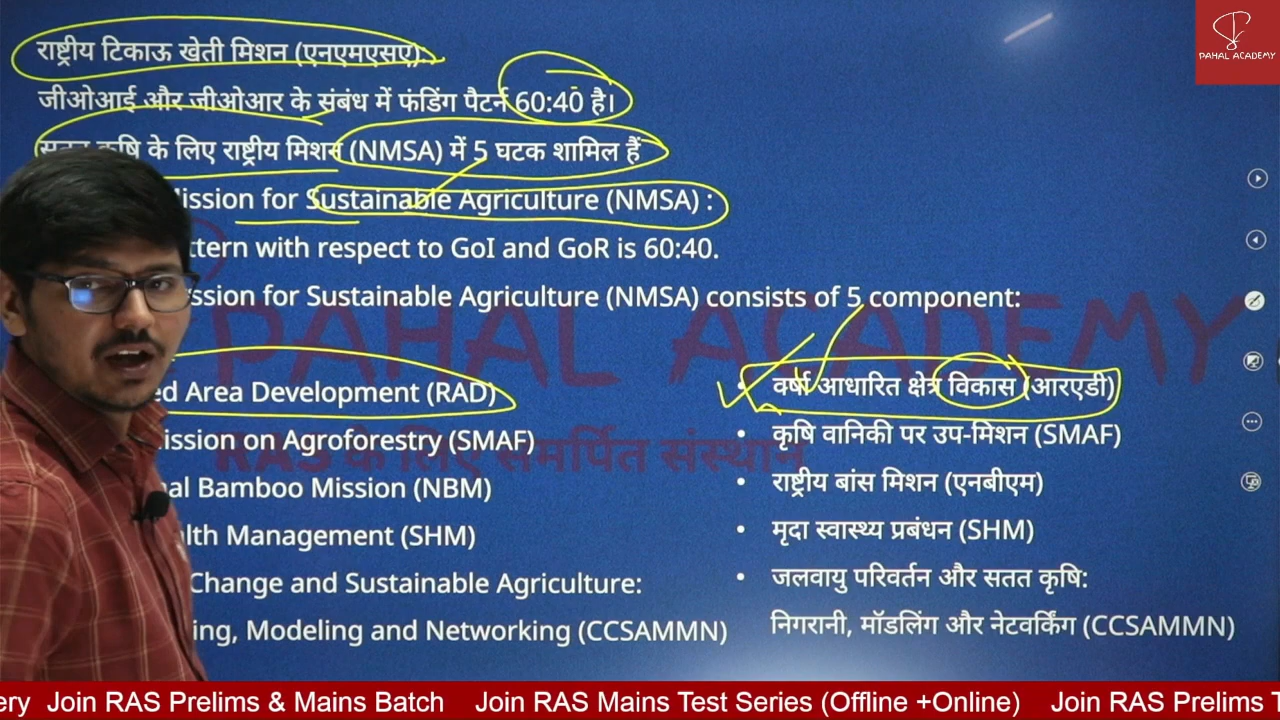 राष्ट्रीय टिकाऊ खेती मिशन (एनएमएसए):
जीओआई और जीओआर के संबंध में फंडिंग पैटर्न 60:40 है।
कृषि के लिए राष्ट्रीय मिशन (NMSA) में 5 घटक शामिल हैं
ission for Sustainable Agriculture (NMSA) :
ttern with respect to GoI and GoR is 60:40.
ssion for Sustainable Agriculture (NMSA) consists of 5 component:
ed Area Development (RAD)
ission on Agroforestry (SMAF)
al Bamboo Mission (NBM)
lth Management (SHM)
Change and Sustainable Agriculture:
ing, Modeling and Networking (CCSAMMN)
• वर्षा आधारित क्षेत्र विकास (आरएडी)
• कृषि वानिकी पर उप-मिशन (SMAF)
• राष्ट्रीय बांस मिशन (एनबीएम)
• मृदा स्वास्थ्य प्रबंधन (SHM)
• जलवायु परिवर्तन और सतत कृषि:
निगरानी, मॉडलिंग और नेटवर्किंग (CCSAMMN)
PAHAL ACADEMY
RAS के लिए समर्पित संस्थान
PAHAL ACADEMY
ery Join RAS Prelims & Mains Batch Join RAS Mains Test Series (Offline +Online) Join RAS Prelims T